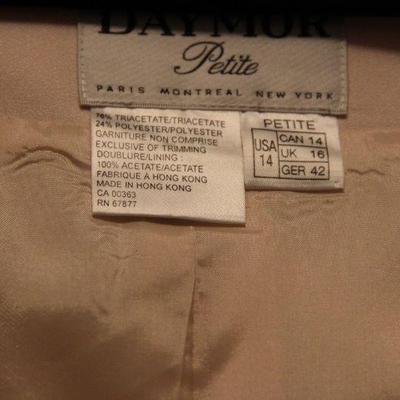 DAYMOR
Petite
PARIS MONTREAL NEW YORK
76% TRIACETATE/TRIACETATE
24% POLYESTER/POLYESTER
GARNITURE NON COMPRISE
EXCLUSIVE OF TRIMMING
DOUBLURE/LINING :
100% ACETATE/ACETATE
FABRIQUE À HONG KONG
MADE IN HONG KONG
CA 00363
RN 67877
PETITE
USA 14
CAN 14
UK 16
GER 42